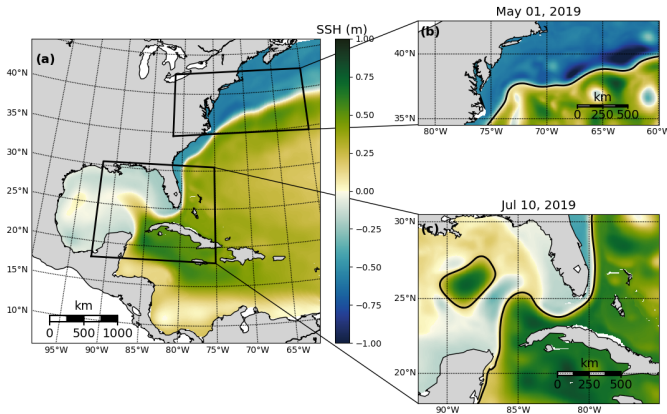 May 01, 2019
SSH (m)
(a)
1.00
0.75
0.50
0.25
0.00
−0.25
−0.50
−0.75
−1.00
40°N
35°N
30°N
25°N
20°N
15°N
10°N
km
0 500 1000
95°W 90°W 85°W 80°W 75°W 70°W 65°W
(b)
40°N
35°N
km
0 250 500
80°W 75°W 70°W 65°W 60°W
Jul 10, 2019
(c)
30°N
25°N
20°N
km
0 250 500
90°W 85°W 80°W